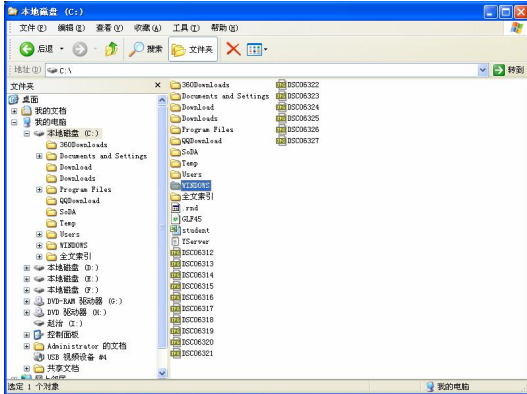 本地磁盘 (C:)
文件(F) 编辑(E) 查看(V) 收藏(A) 工具(T) 帮助(H)
后退 搜索 文件夹
地址(D) C:\ 转到
文件夹
桌面
我的文档
我的电脑
本地磁盘 (C:)
360Downloads
Documents and Settings
Download
Downloads
Program Files
QQDownload
SoDA
Temp
Users
WINDOWS
全文索引
本地磁盘 (D:)
本地磁盘 (E:)
本地磁盘 (F:)
DVD-RAM 驱动器 (G:)
DVD 驱动器 (H:)
赵治 (I:)
控制面板
Administrator 的文档
USB 视频设备 #4
共享文档
网上邻居
360Downloads
Documents and Settings
Download
Downloads
Program Files
QQDownload
SoDA
Temp
Users
WINDOWS
全文索引
.rnd
GLF45
student
TServer
DSC06312
DSC06313
DSC06314
DSC06315
DSC06316
DSC06317
DSC06318
DSC06319
DSC06320
DSC06321
DSC06322
DSC06323
DSC06324
DSC06325
DSC06326
DSC06327
选定 1 个对象 我的电脑